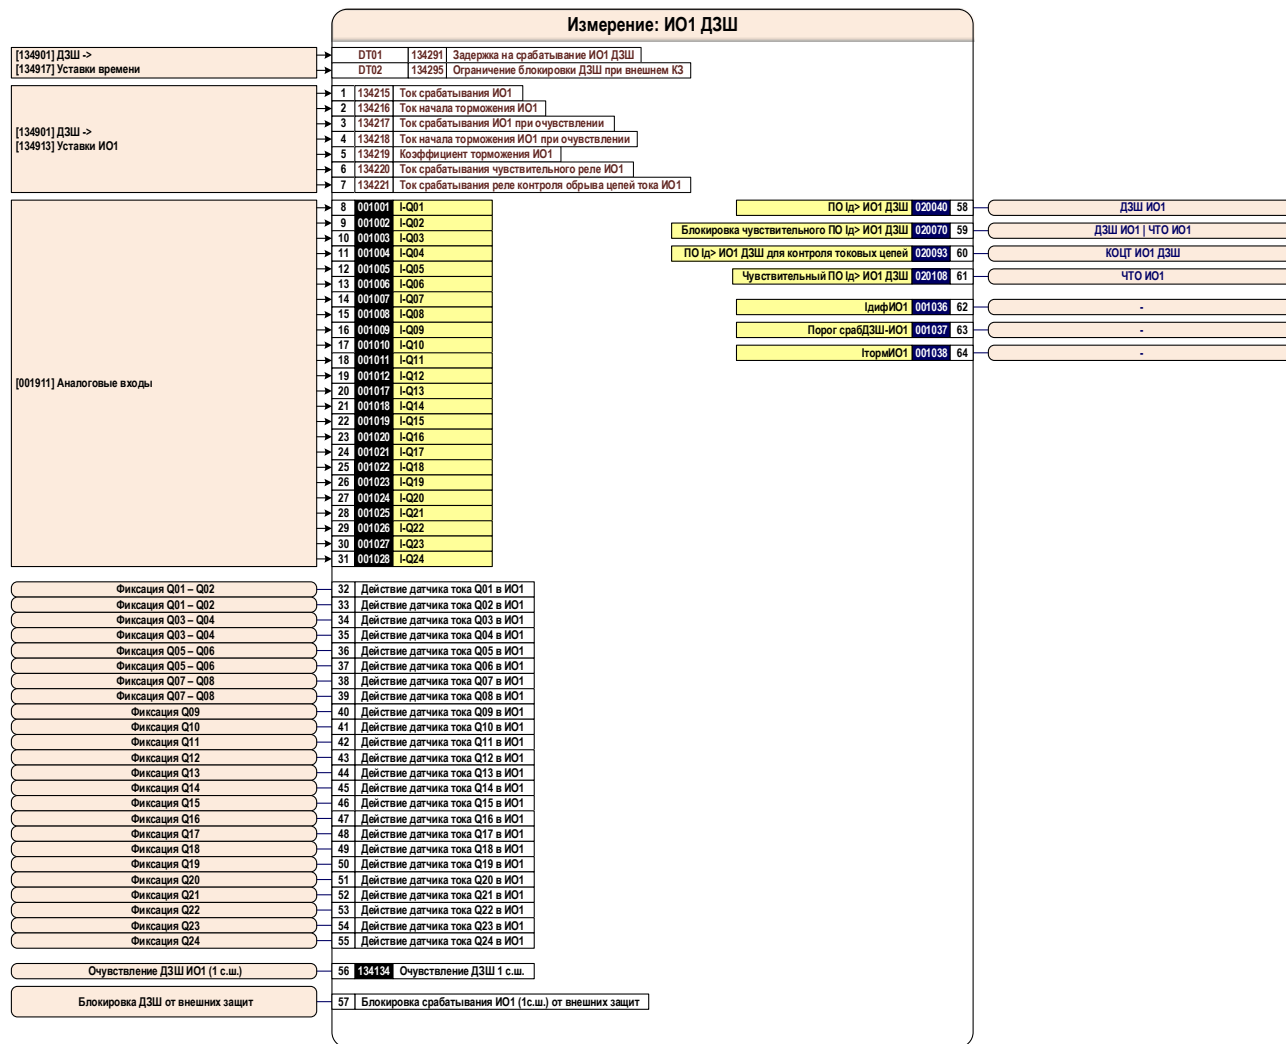 Измерение: ИО1 ДЗШ
[134901] ДЗШ ->
[134917] Уставки времени
DT01 134291 Задержка на срабатывание ИО1 ДЗШ
DT02 134295 Ограничение блокировки ДЗШ при внешнем КЗ
[134901] ДЗШ ->
[134913] Уставки ИО1
1 134215 Ток срабатывания ИО1
2 134216 Ток начала торможения ИО1
3 134217 Ток срабатывания ИО1 при очувствлении
4 134218 Ток начала торможения ИО1 при очувствлении
5 134219 Коэффициент торможения ИО1
6 134220 Ток срабатывания чувствительного реле ИО1
7 134221 Ток срабатывания реле контроля обрыва цепей тока ИО1
[001911] Аналоговые входы
8 001001 I-Q01
9 001002 I-Q02
10 001003 I-Q03
11 001004 I-Q04
12 001005 I-Q05
13 001006 I-Q06
14 001007 I-Q07
15 001008 I-Q08
16 001009 I-Q09
17 001010 I-Q10
18 001011 I-Q11
19 001012 I-Q12
20 001017 I-Q13
21 001018 I-Q14
22 001019 I-Q15
23 001020 I-Q16
24 001021 I-Q17
25 001022 I-Q18
26 001023 I-Q19
27 001024 I-Q20
28 001025 I-Q21
29 001026 I-Q22
30 001027 I-Q23
31 001028 I-Q24
ПО Iд> ИО1 ДЗШ 020040 58 ДЗШ ИО1
Блокировка чувствительного ПО Iд> ИО1 ДЗШ 020070 59 ДЗШ ИО1 | ЧТО ИО1
ПО Iд> ИО1 ДЗШ для контроля токовых цепей 020093 60 КОЦТ ИО1 ДЗШ
Чувствительный ПО Iд> ИО1 ДЗШ 020108 61 ЧТО ИО1
IдифИО1 001036 62 -
Порог срабДЗШ-ИО1 001037 63 -
IтормИО1 001038 64 -
Фиксация Q01 – Q02 32 Действие датчика тока Q01 в ИО1
Фиксация Q01 – Q02 33 Действие датчика тока Q02 в ИО1
Фиксация Q03 – Q04 34 Действие датчика тока Q03 в ИО1
Фиксация Q03 – Q04 35 Действие датчика тока Q04 в ИО1
Фиксация Q05 – Q06 36 Действие датчика тока Q05 в ИО1
Фиксация Q05 – Q06 37 Действие датчика тока Q06 в ИО1
Фиксация Q07 – Q08 38 Действие датчика тока Q07 в ИО1
Фиксация Q07 – Q08 39 Действие датчика тока Q08 в ИО1
Фиксация Q09 40 Действие датчика тока Q09 в ИО1
Фиксация Q10 41 Действие датчика тока Q10 в ИО1
Фиксация Q11 42 Действие датчика тока Q11 в ИО1
Фиксация Q12 43 Действие датчика тока Q12 в ИО1
Фиксация Q13 44 Действие датчика тока Q13 в ИО1
Фиксация Q14 45 Действие датчика тока Q14 в ИО1
Фиксация Q15 46 Действие датчика тока Q15 в ИО1
Фиксация Q16 47 Действие датчика тока Q16 в ИО1
Фиксация Q17 48 Действие датчика тока Q17 в ИО1
Фиксация Q18 49 Действие датчика тока Q18 в ИО1
Фиксация Q19 50 Действие датчика тока Q19 в ИО1
Фиксация Q20 51 Действие датчика тока Q20 в ИО1
Фиксация Q21 52 Действие датчика тока Q21 в ИО1
Фиксация Q22 53 Действие датчика тока Q22 в ИО1
Фиксация Q23 54 Действие датчика тока Q23 в ИО1
Фиксация Q24 55 Действие датчика тока Q24 в ИО1
Очувствление ДЗШ ИО1 (1 с.ш.) 56 134134 Очувствление ДЗШ 1 с.ш.
Блокировка ДЗШ от внешних защит 57 Блокировка срабатывания ИО1 (1с.ш.) от внешних защит